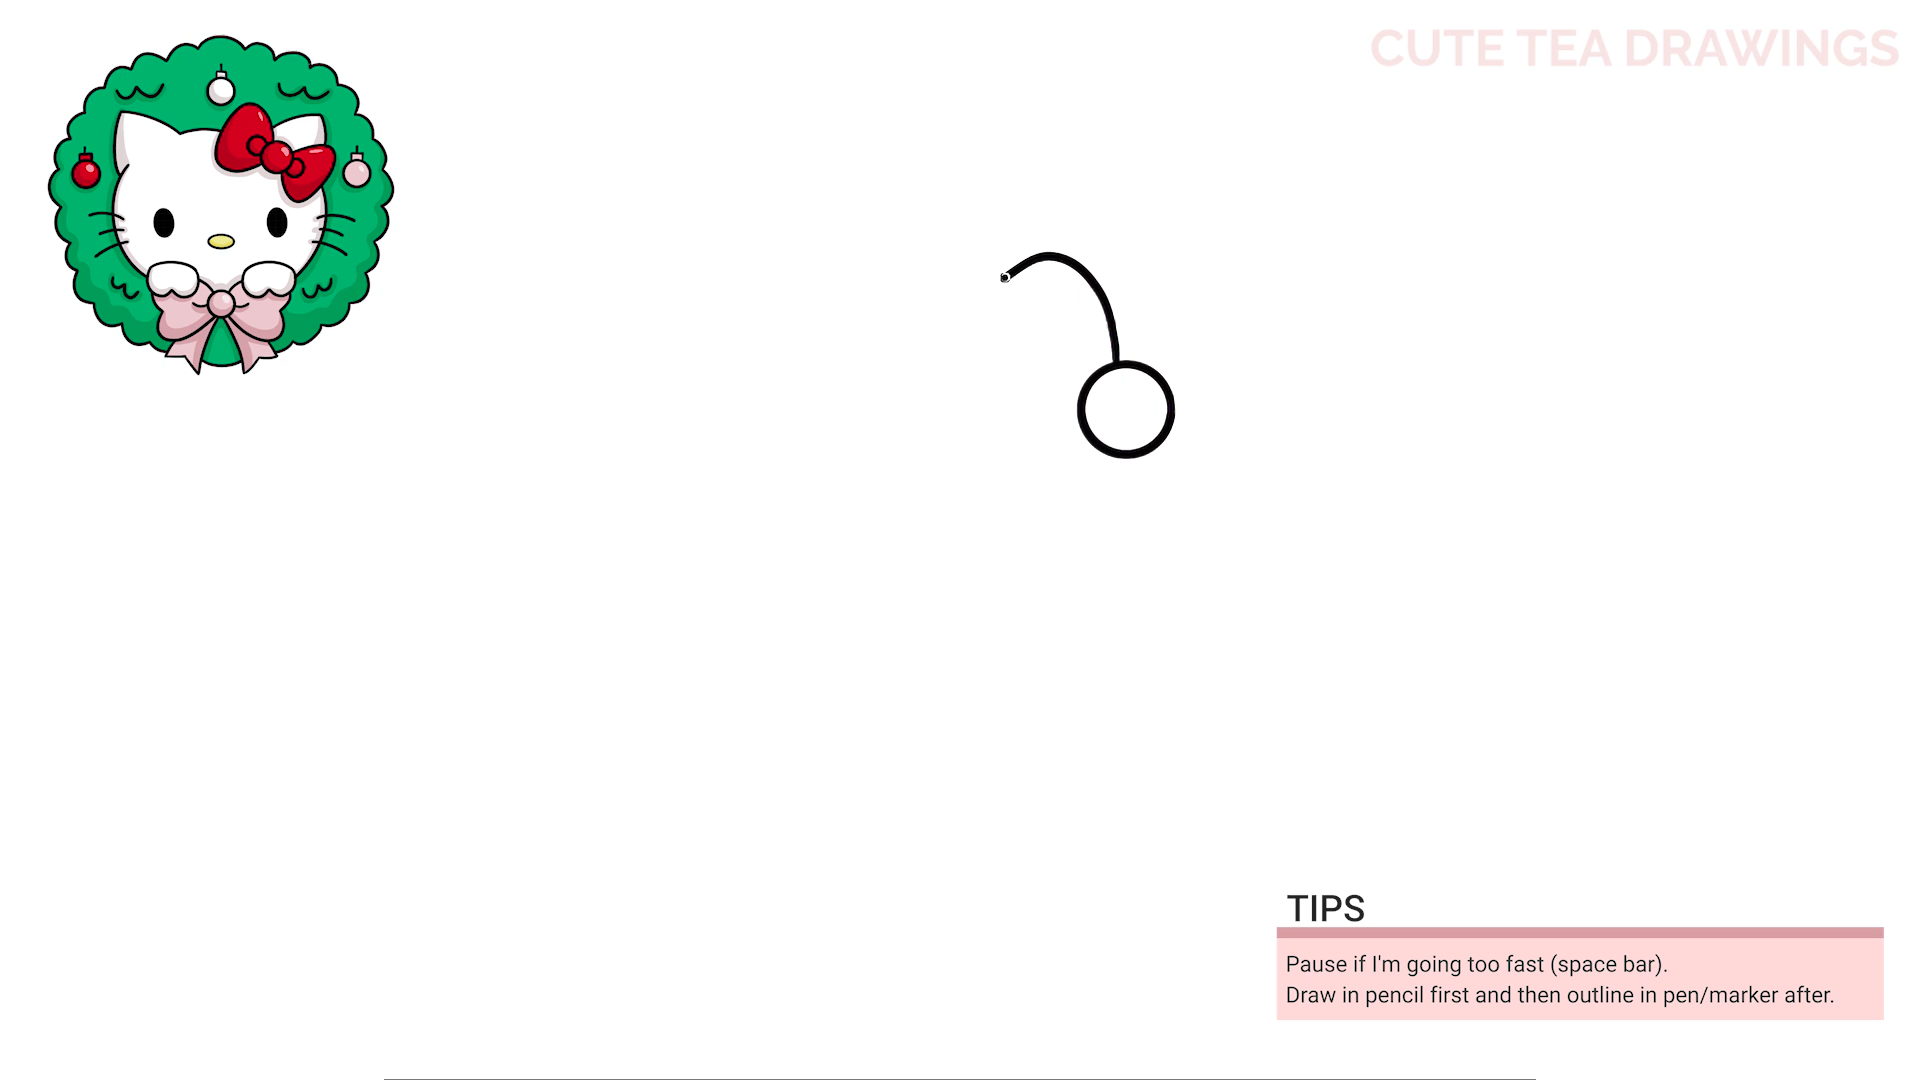 CUTE TEA DRAWINGS
TIPS
Pause if I'm going too fast (space bar).
Draw in pencil first and then outline in pen/marker after.